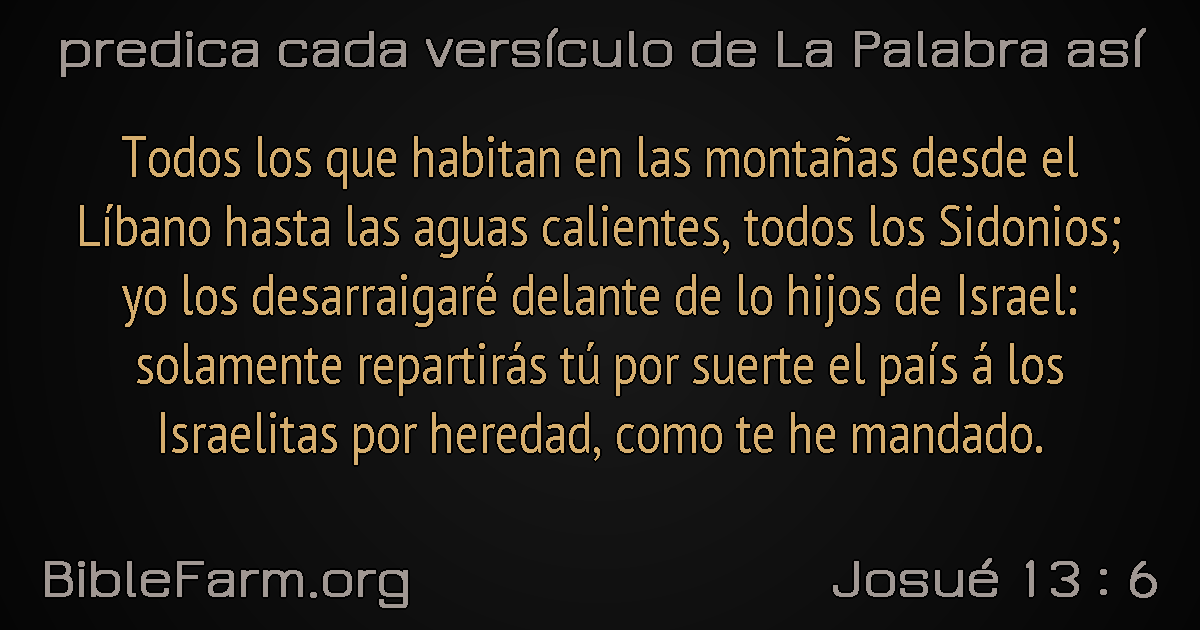 predica cada versículo de La Palabra así
Todos los que habitan en las montañas desde el
Líbano hasta las aguas calientes, todos los Sidonios;
yo los desarraigaré delante de lo hijos de Israel:
solamente repartirás tú por suerte el país á los
Israelitas por heredad, como te he mandado.
BibleFarm.org
Josué 13 : 6